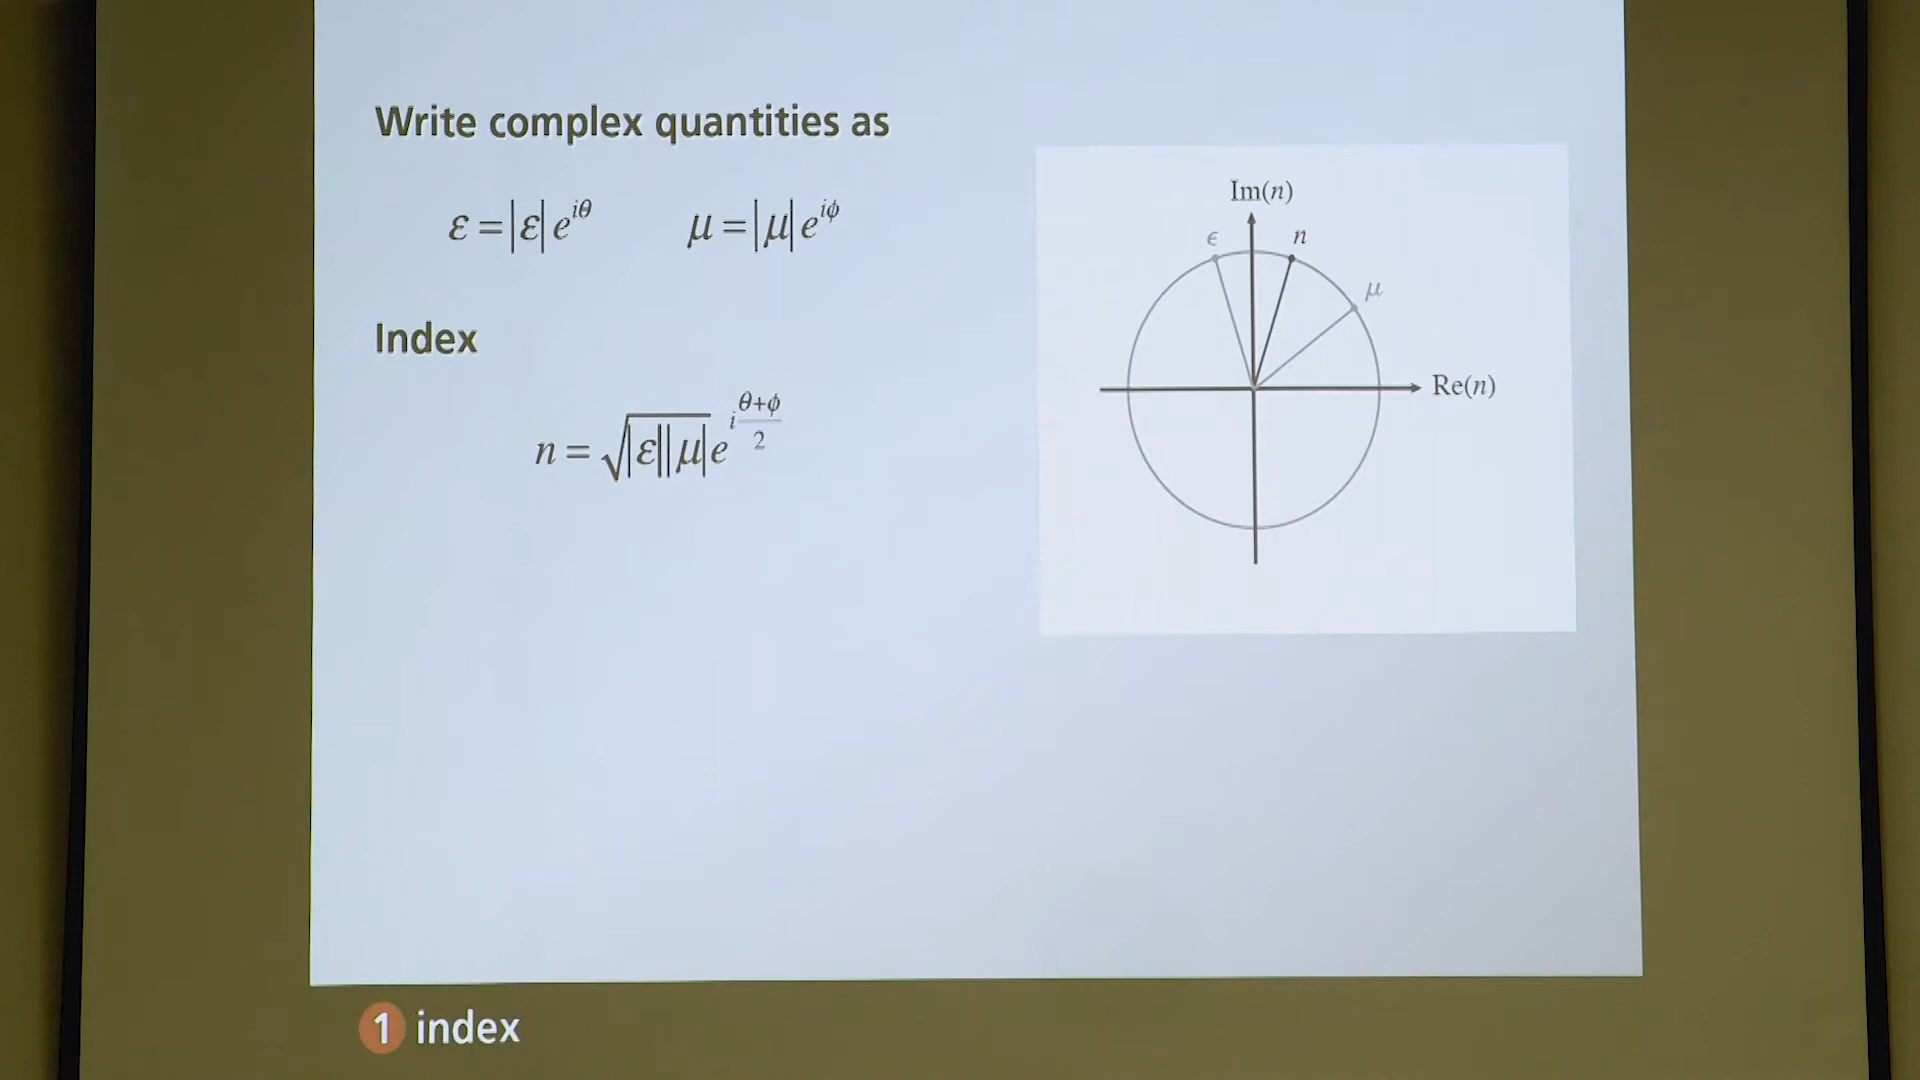 Write complex quantities as
ε = |ε| e^{iθ}    μ = |μ| e^{iϕ}
Index
n = √|ε||μ| e^{i (θ+ϕ)/2}
Im(n)
ϵ
n
μ
Re(n)
1 index